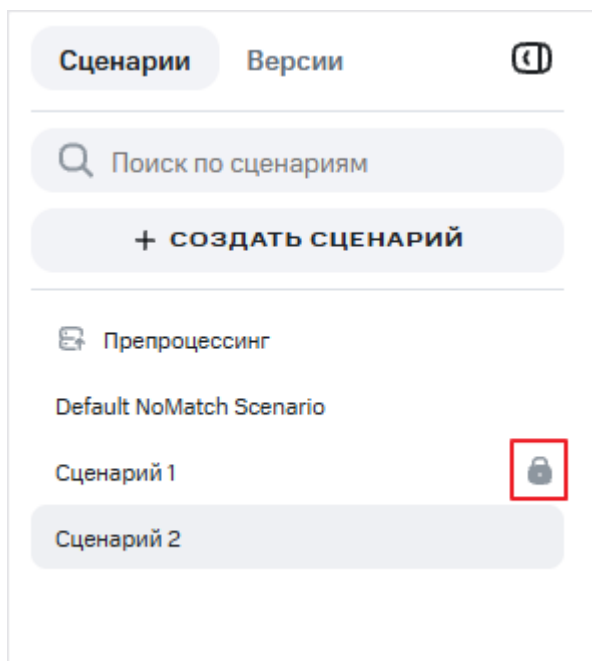 Сценарии Версии
Поиск по сценариям
+ СОЗДАТЬ СЦЕНАРИЙ
Препроцессинг
Default NoMatch Scenario
Сценарий 1
Сценарий 2